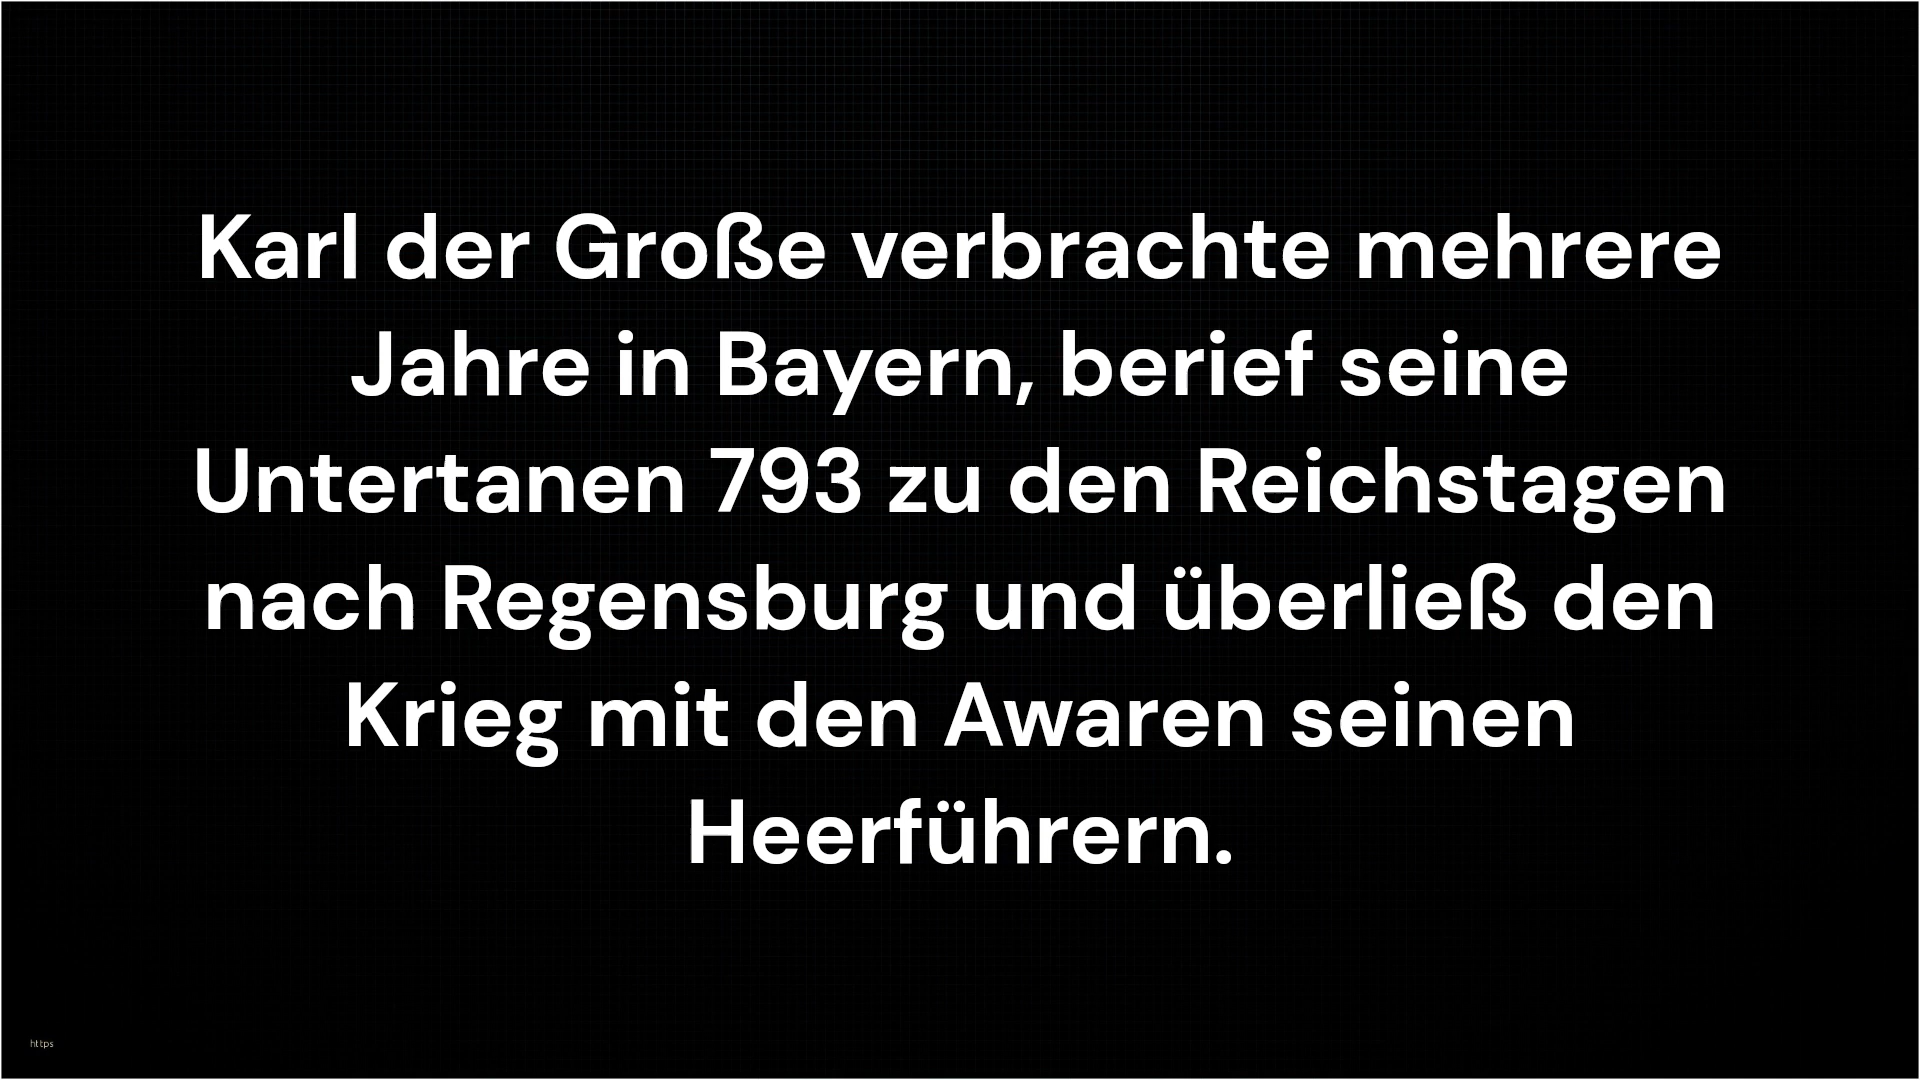 Karl der Große verbrachte mehrere
Jahre in Bayern, berief seine
Untertanen 793 zu den Reichstagen
nach Regensburg und überließ den
Krieg mit den Awaren seinen
Heerführern.
https